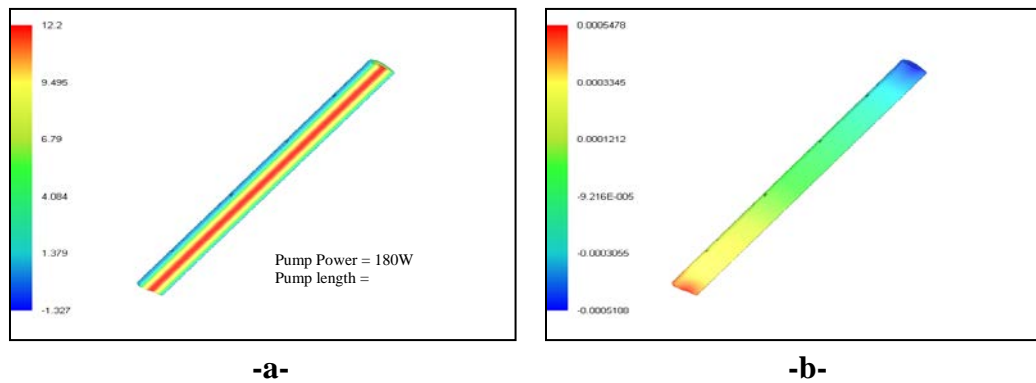 12.2
9.495
6.79
4.084
1.379
-1.327
Pump Power = 180W
Pump length =
-a-
0.0005478
0.0003345
0.0001212
-9.216E-005
-0.0003055
-0.0005108
-b-